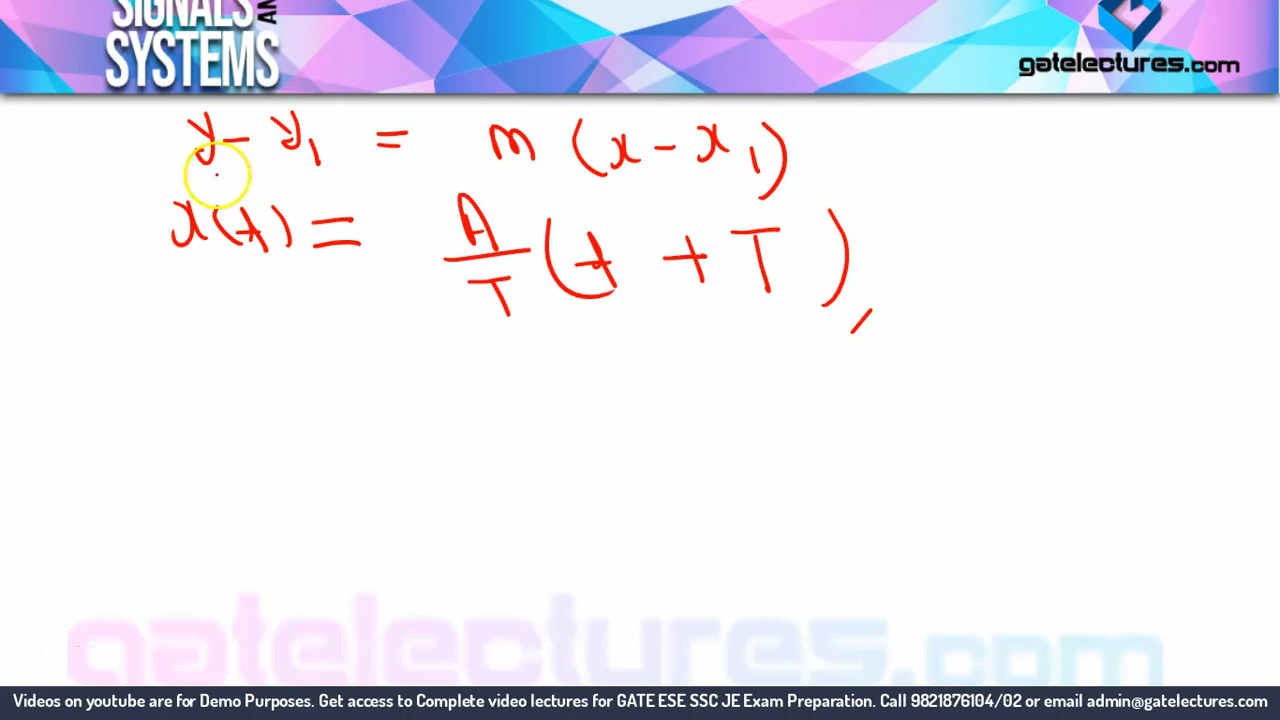 SIGNALS AND
SYSTEMS
gatelectures.com
y - y₁ = m (x - x₁)
x(t) = A/T (t + T),
gatelectures.com
Videos on youtube are for Demo Purposes. Get access to Complete video lectures for GATE ESE SSC JE Exam Preparation. Call 9821876104/02 or email admin@gatelectures.com